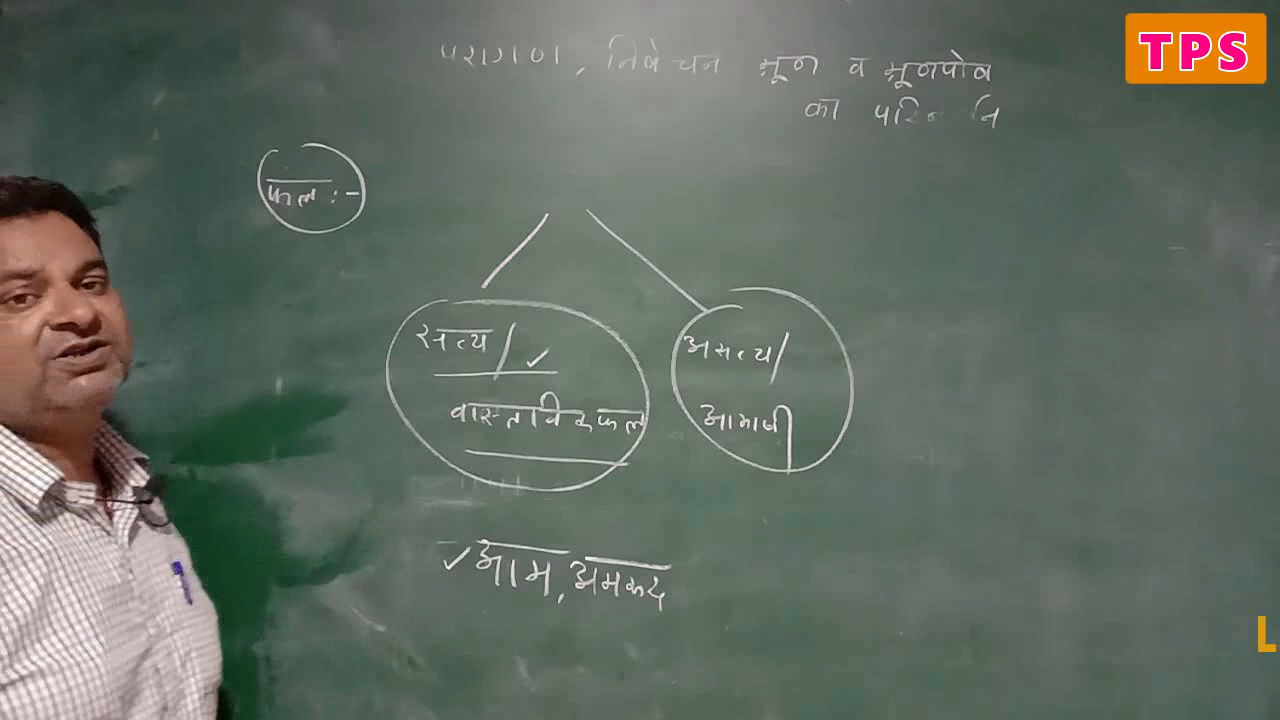 TPS
परागण, निषेचन भ्रूण व भ्रूणपोष
का परि
फल :-
सत्य/ ✓
वास्तविक फल
असत्य/
आभाषी
✓ आम, अमरूद
L